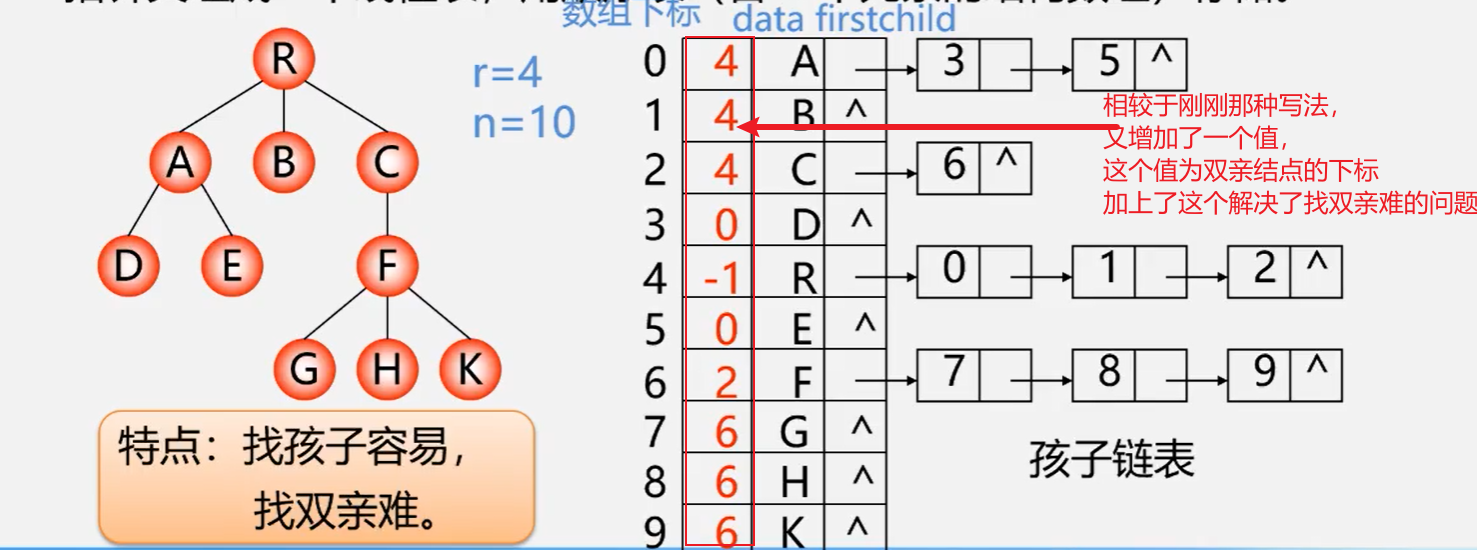 数组下标 data firstchild
R
A B C
D E F
G H K
r=4
n=10
0 4 A 3 5 ^
1 4 B ^
2 4 C 6 ^
3 0 D ^
4 -1 R 0 1 2 ^
5 0 E ^
6 2 F 7 8 9 ^
7 6 G ^
8 6 H ^
9 6 K ^
相较于刚刚那种写法，
又增加了一个值，
这个值为双亲结点的下标
加上了这个解决了找双亲难的问题
特点：找孩子容易，
找双亲难。
孩子链表